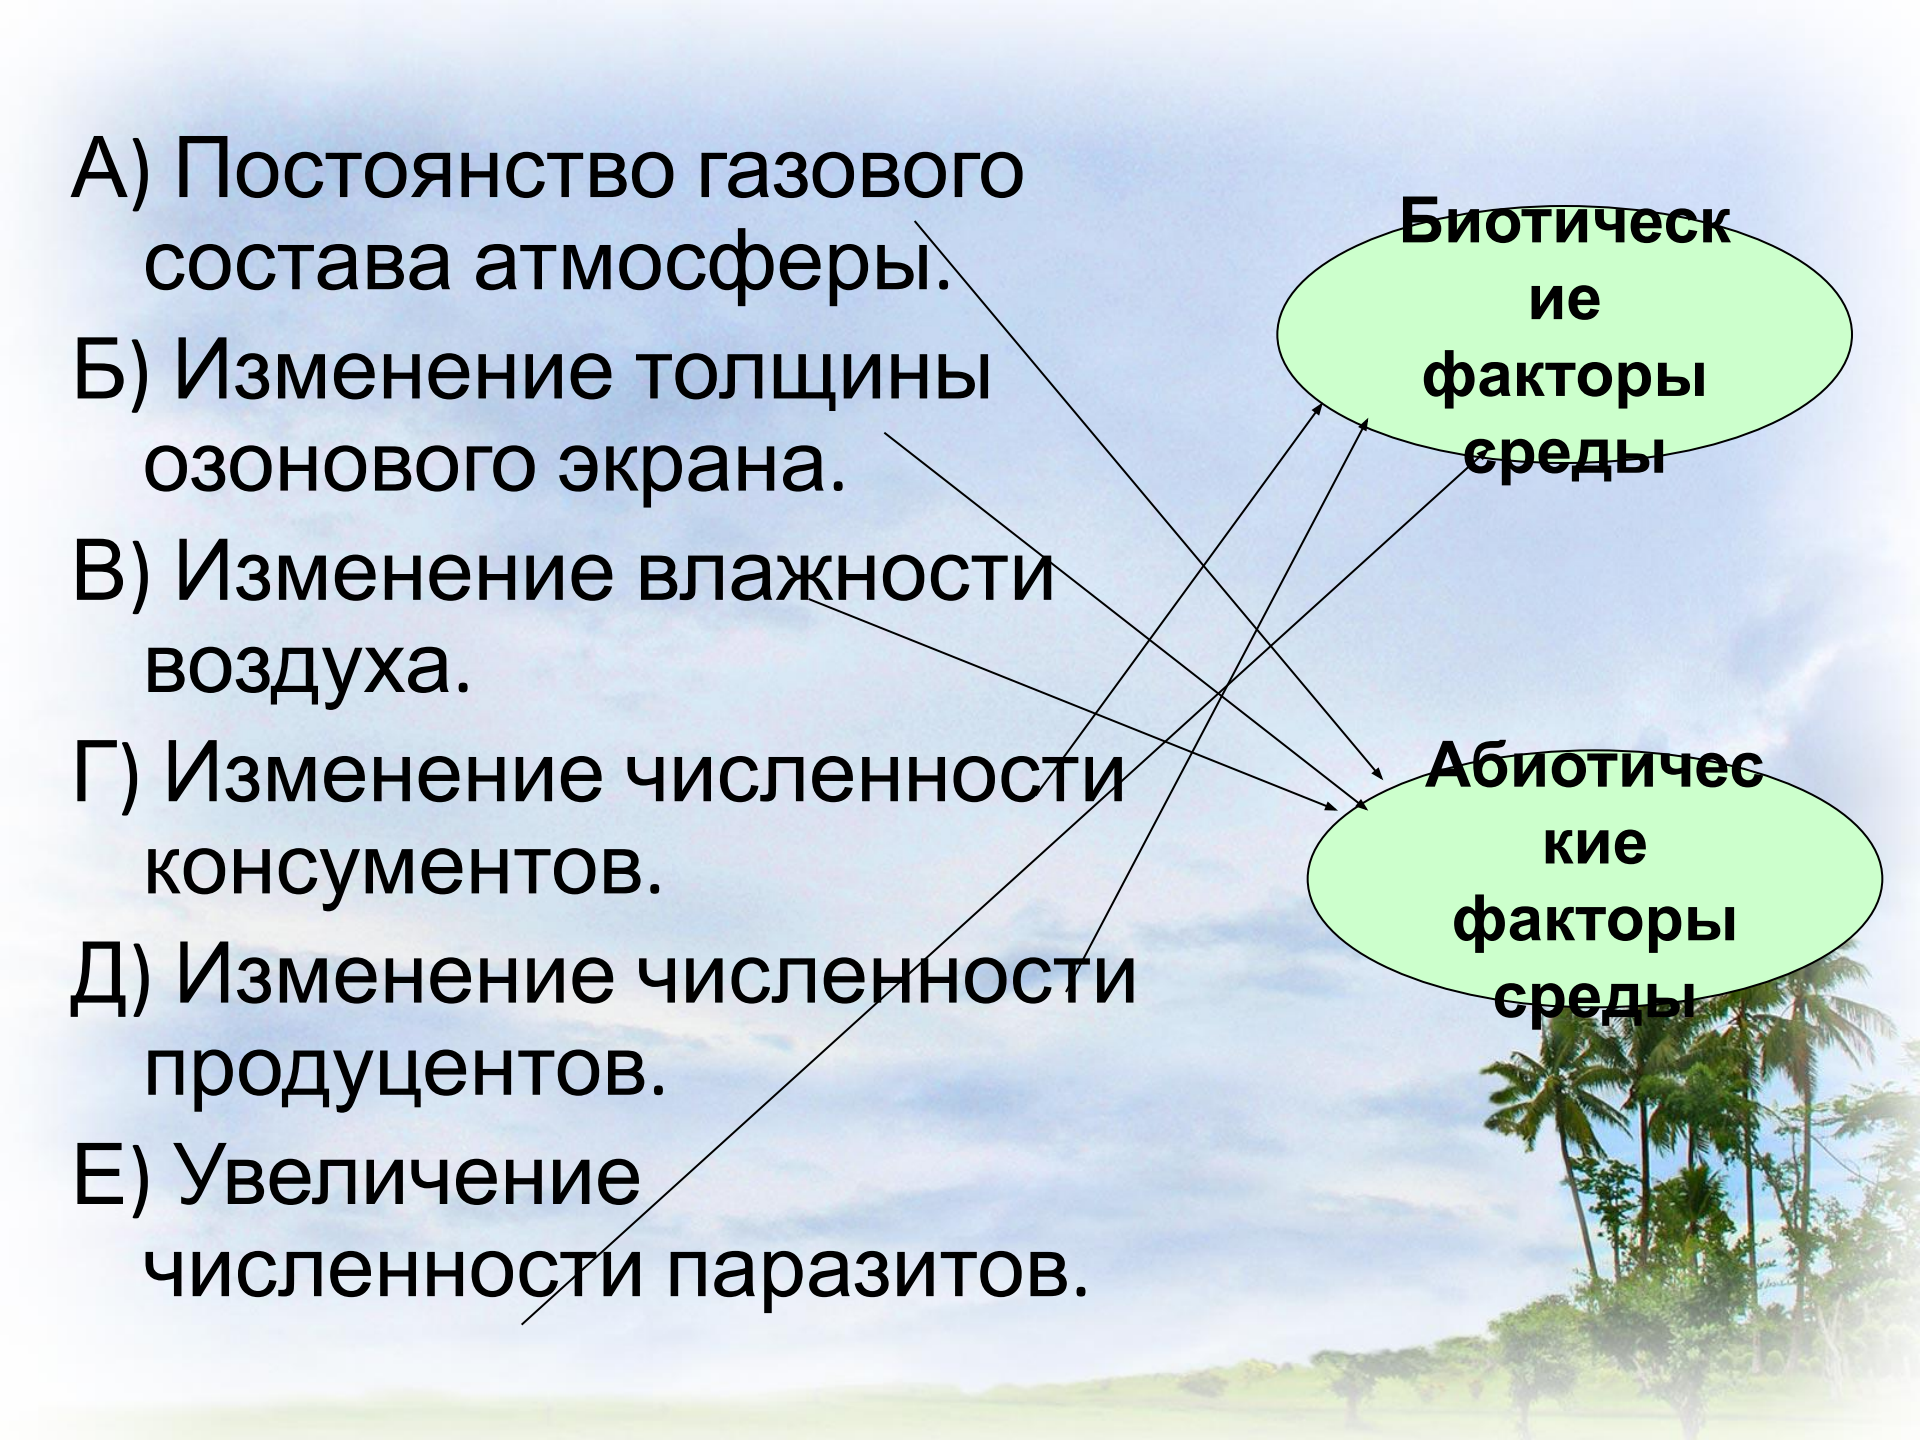 А) Постоянство газового
состава атмосферы.
Б) Изменение толщины
озонового экрана.
В) Изменение влажности
воздуха.
Г) Изменение численности
консументов.
Д) Изменение численности
продуцентов.
Е) Увеличение
численности паразитов.
Биотическ
ие
факторы
среды
Абиотичес
кие
факторы
среды